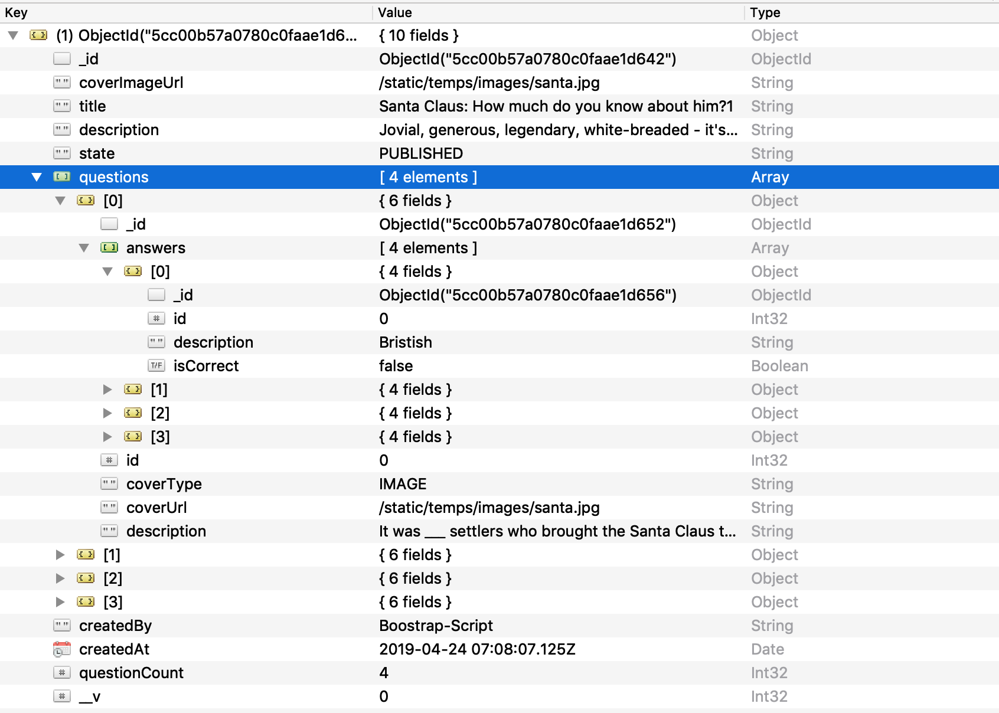 Key Value Type
(1) ObjectId("5cc00b57a0780c0faae1d6... { 10 fields } Object
_id ObjectId("5cc00b57a0780c0faae1d642") ObjectId
coverImageUrl /static/temps/images/santa.jpg String
title Santa Claus: How much do you know about him?1 String
description Jovial, generous, legendary, white-breaded - it's... String
state PUBLISHED String
questions [ 4 elements ] Array
[0] { 6 fields } Object
_id ObjectId("5cc00b57a0780c0faae1d652") ObjectId
answers [ 4 elements ] Array
[0] { 4 fields } Object
_id ObjectId("5cc00b57a0780c0faae1d656") ObjectId
id 0 Int32
description Bristish String
isCorrect false Boolean
[1] { 4 fields } Object
[2] { 4 fields } Object
[3] { 4 fields } Object
id 0 Int32
coverType IMAGE String
coverUrl /static/temps/images/santa.jpg String
description It was ___ settlers who brought the Santa Claus t... String
[1] { 6 fields } Object
[2] { 6 fields } Object
[3] { 6 fields } Object
createdBy Boostrap-Script String
createdAt 2019-04-24 07:08:07.125Z Date
questionCount 4 Int32
__v 0 Int32